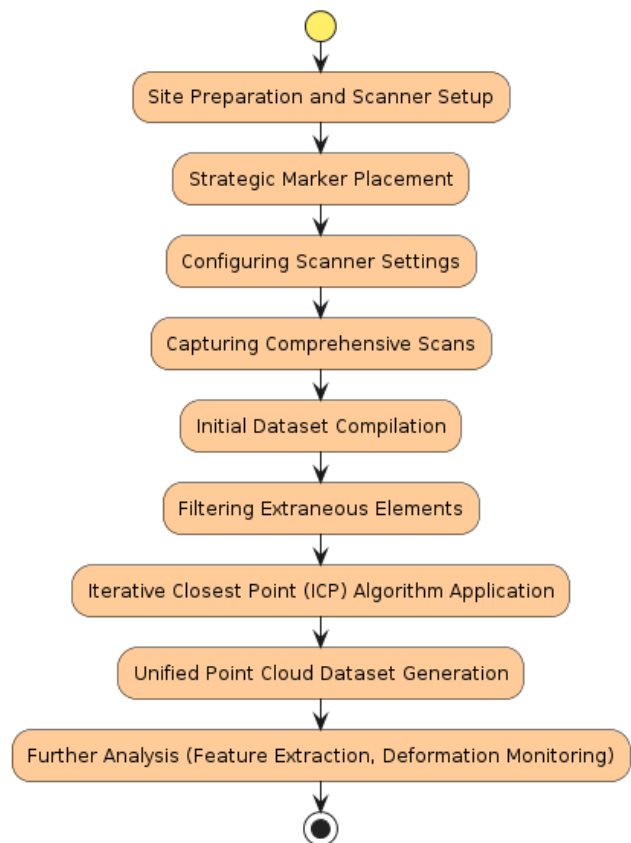 Site Preparation and Scanner Setup
Strategic Marker Placement
Configuring Scanner Settings
Capturing Comprehensive Scans
Initial Dataset Compilation
Filtering Extraneous Elements
Iterative Closest Point (ICP) Algorithm Application
Unified Point Cloud Dataset Generation
Further Analysis (Feature Extraction, Deformation Monitoring)